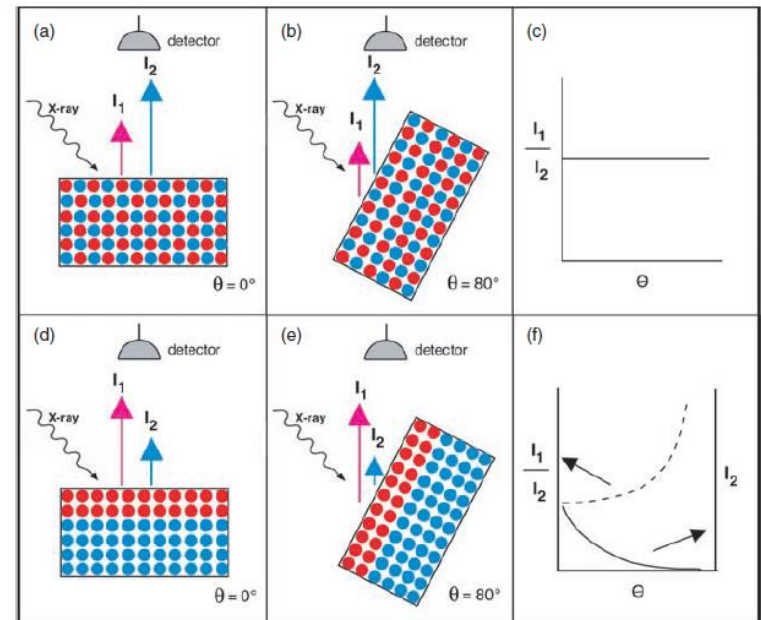 (a)
detector
I2
I1
X-ray
θ = 0°
(b)
detector
I2
X-ray
I1
θ = 80°
(c)
I1
I2
θ
(d)
detector
I1
X-ray
I2
θ = 0°
(e)
detector
I1
X-ray
I2
θ = 80°
(f)
I1
I2
I2
θ